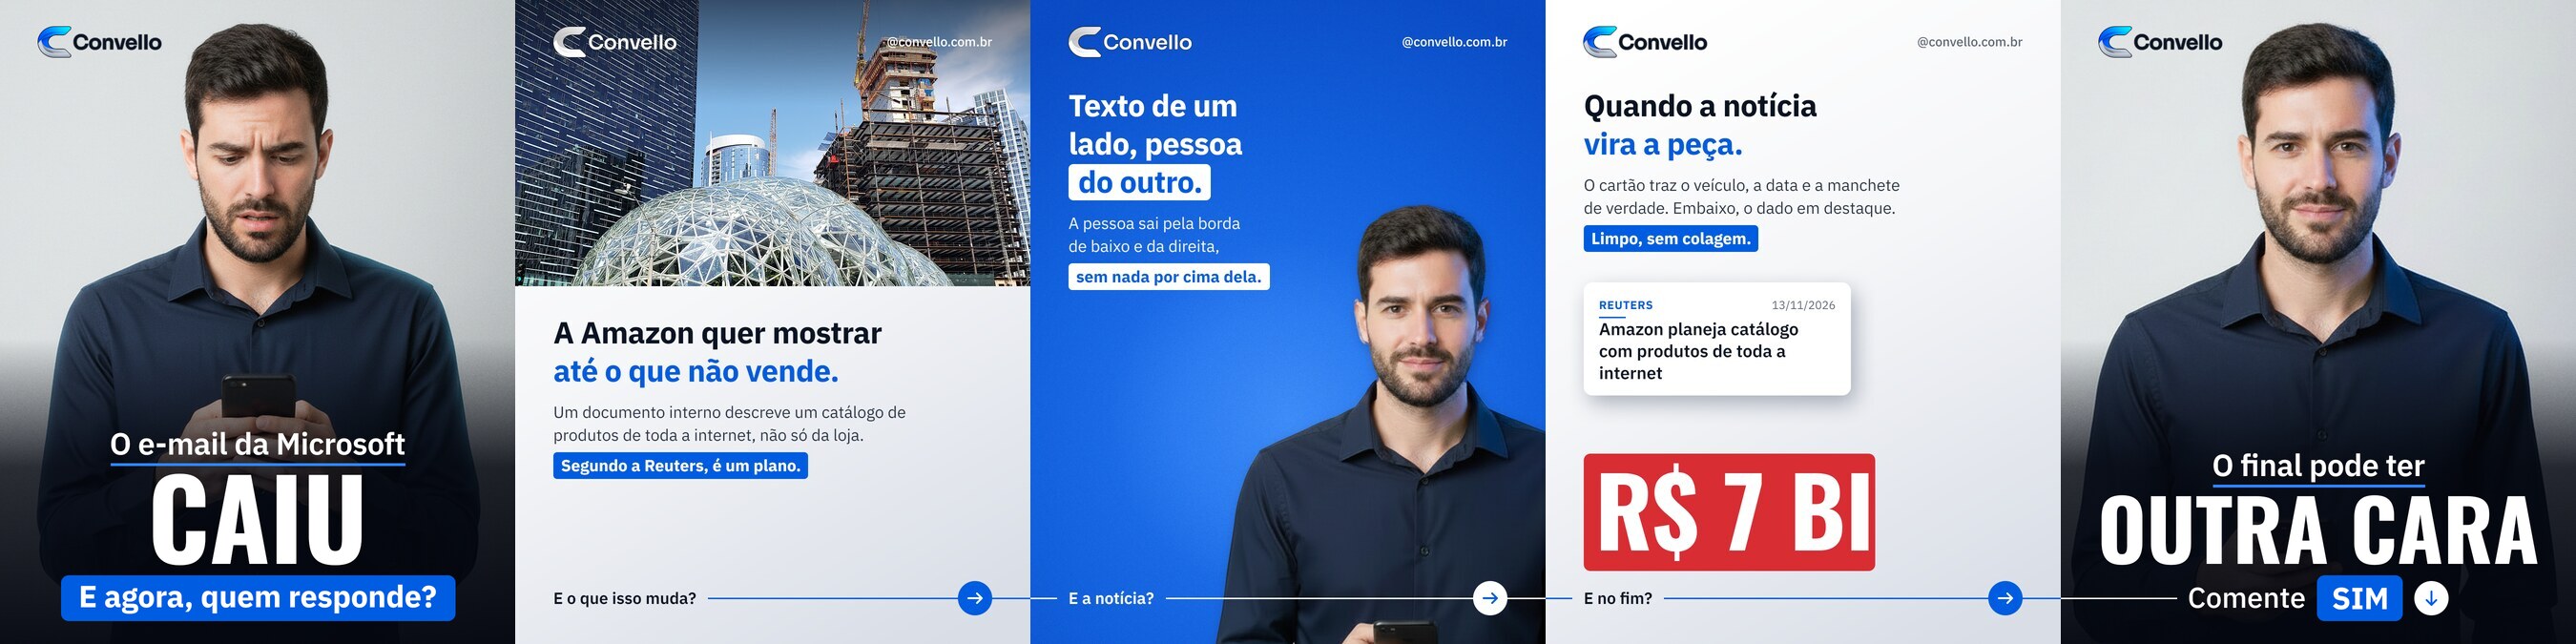 Convello
O e-mail da Microsoft
CAIU
E agora, quem responde?
Convello
@convello.com.br
A Amazon quer mostrar
até o que não vende.
Um documento interno descreve um catálogo de
produtos de toda a internet, não só da loja.
Segundo a Reuters, é um plano.
E o que isso muda?
Convello
@convello.com.br
Texto de um
lado, pessoa
do outro.
A pessoa sai pela borda
de baixo e da direita,
sem nada por cima dela.
E a notícia?
Convello
@convello.com.br
Quando a notícia
vira a peça.
O cartão traz o veículo, a data e a manchete
de verdade. Embaixo, o dado em destaque.
Limpo, sem colagem.
REUTERS
13/11/2026
Amazon planeja catálogo
com produtos de toda a
internet
R$ 7 BI
E no fim?
Convello
O final pode ter
OUTRA CARA
Comente SIM